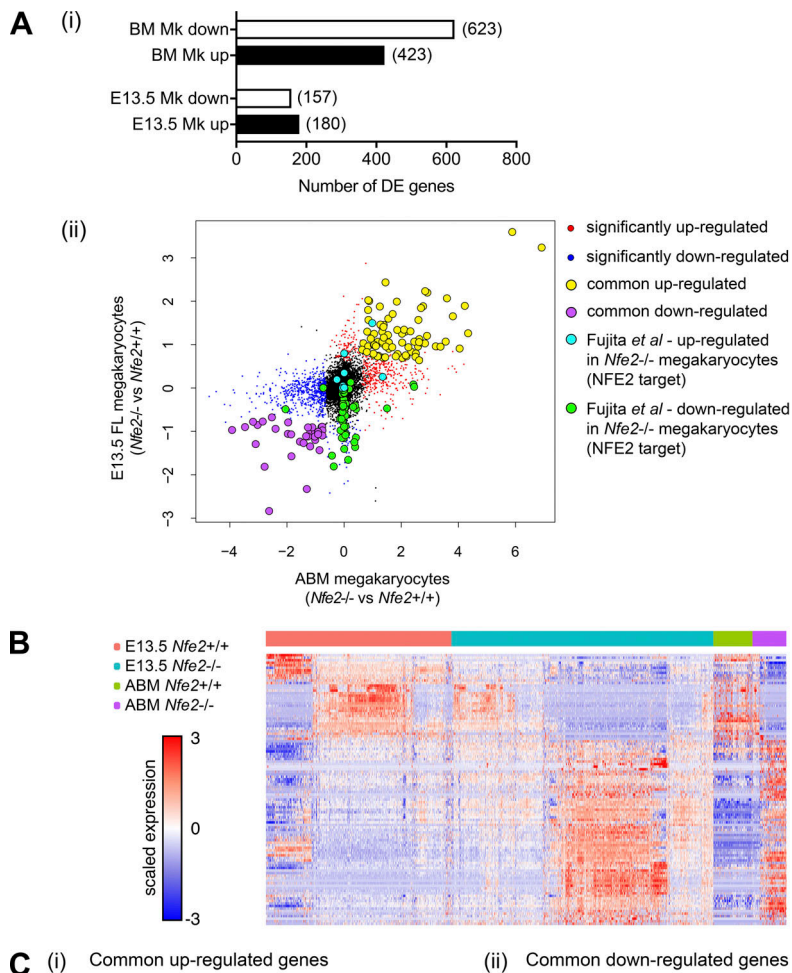 A (i)
BM Mk down (623)
BM Mk up (423)
E13.5 Mk down (157)
E13.5 Mk up (180)
0 200 400 600 800
Number of DE genes
(ii)
3
2
1
0
−1
−2
−3
E13.5 FL megakaryocytes
(Nfe2-/- vs Nfe2+/+)
−4 −2 0 2 4 6
ABM megakaryocytes
(Nfe2-/- vs Nfe2+/+)
significantly up-regulated
significantly down-regulated
common up-regulated
common down-regulated
Fujita et al - up-regulated
in Nfe2-/- megakaryocytes
(NFE2 target)
Fujita et al - down-regulated
in Nfe2-/- megakaryocytes
(NFE2 target)
B
E13.5 Nfe2+/+
E13.5 Nfe2-/-
ABM Nfe2+/+
ABM Nfe2-/-
scaled expression
3
0
-3
C (i) Common up-regulated genes
(ii) Common down-regulated genes